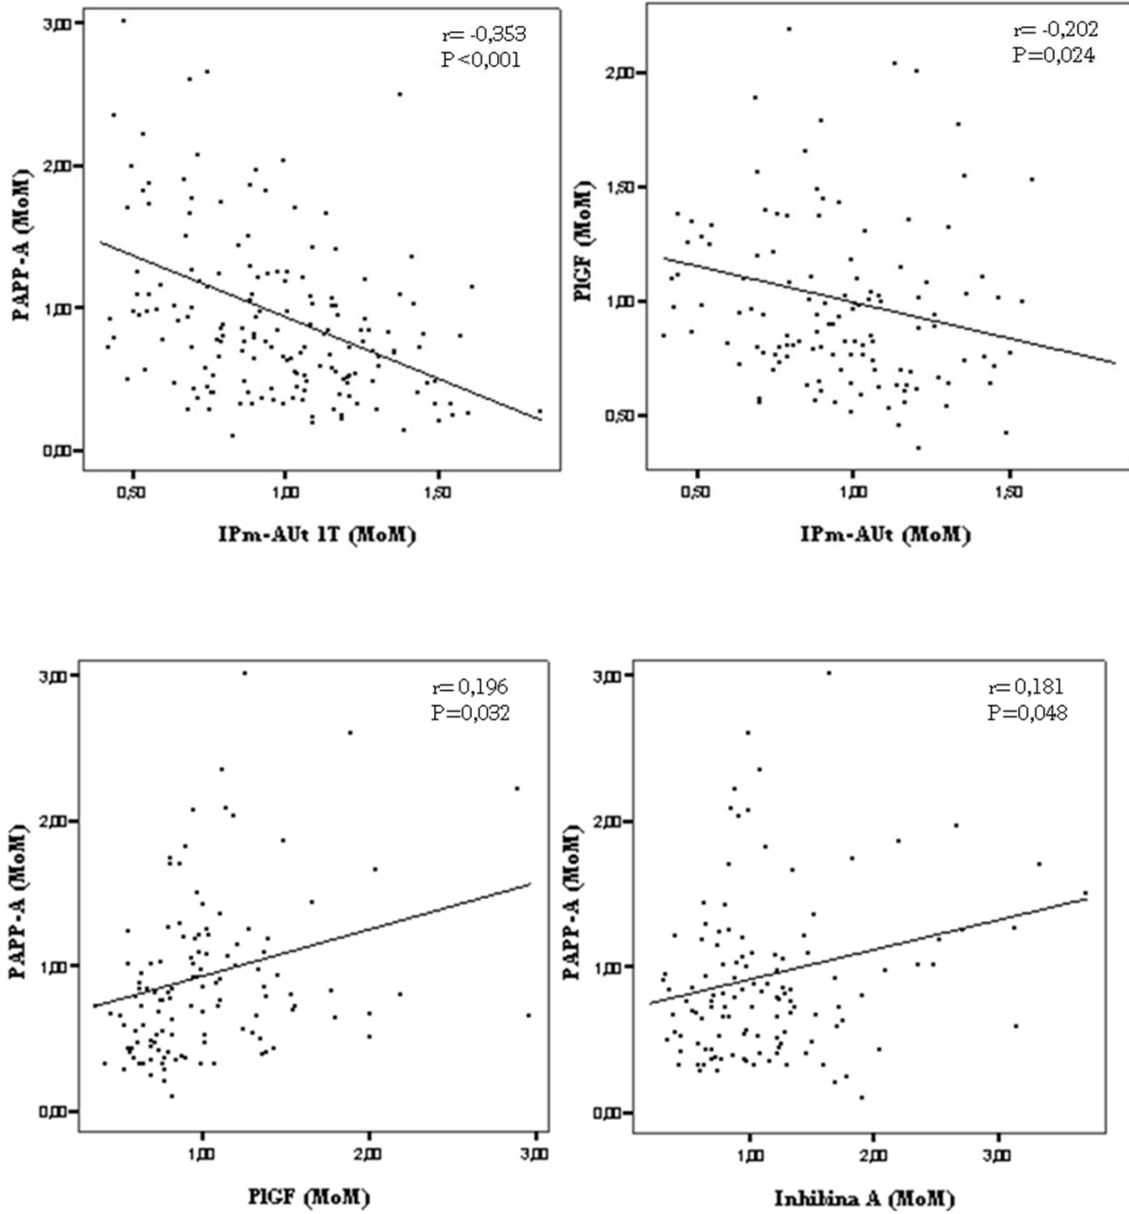 r= -0,353
P<0,001
3,00
2,00
1,00
0,00
PAPP-A (MoM)
0,50
1,00
1,50
IPm-AUt 1T (MoM)
r= -0,202
P=0,024
2,00
1,50
1,00
0,50
PlGF (MoM)
0,50
1,00
1,50
IPm-AUt (MoM)
r= 0,196
P=0,032
3,00
2,00
1,00
0,00
PAPP-A (MoM)
1,00
2,00
3,00
PlGF (MoM)
r= 0,181
P=0,048
3,00
2,00
1,00
0,00
PAPP-A (MoM)
1,00
2,00
3,00
Inhibina A (MoM)